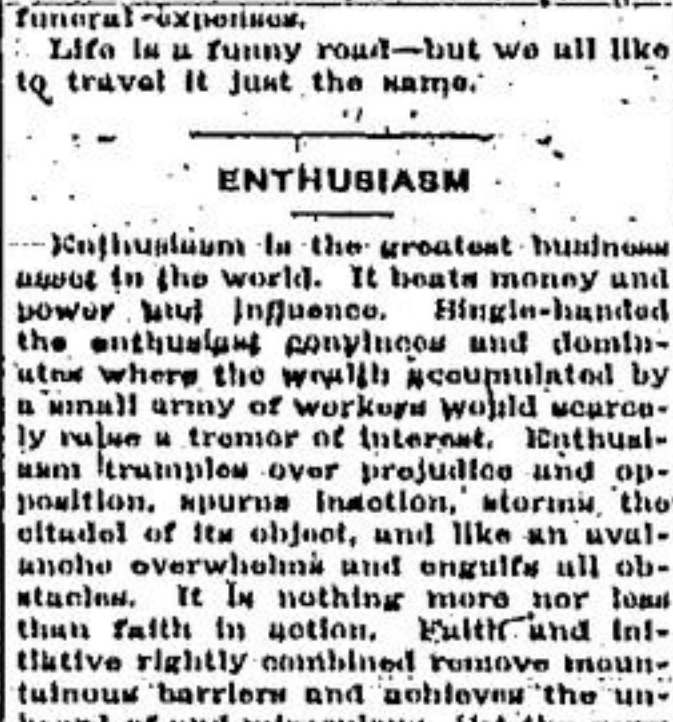 funeral expenses.
Life is a funny road—but we all like
to travel it just the same.
ENTHUSIASM
Enthusiasm is the greatest business
asset in the world. It beats money and
power and influence. Single-handed
the enthusiast convinces and domin-
ates where the wealth accumulated by
a small army of workers would scarce-
ly raise a tremor of interest. Enthusi-
asm tramples over prejudice and op-
position, spurns inaction, storms the
citadel of its object, and like an aval-
anche overwhelms and engulfs all ob-
stacles. It is nothing more nor less
than faith in action. Faith and ini-
tiative rightly combined remove moun-
tainous barriers and achieves the un-
heard of and miraculous.